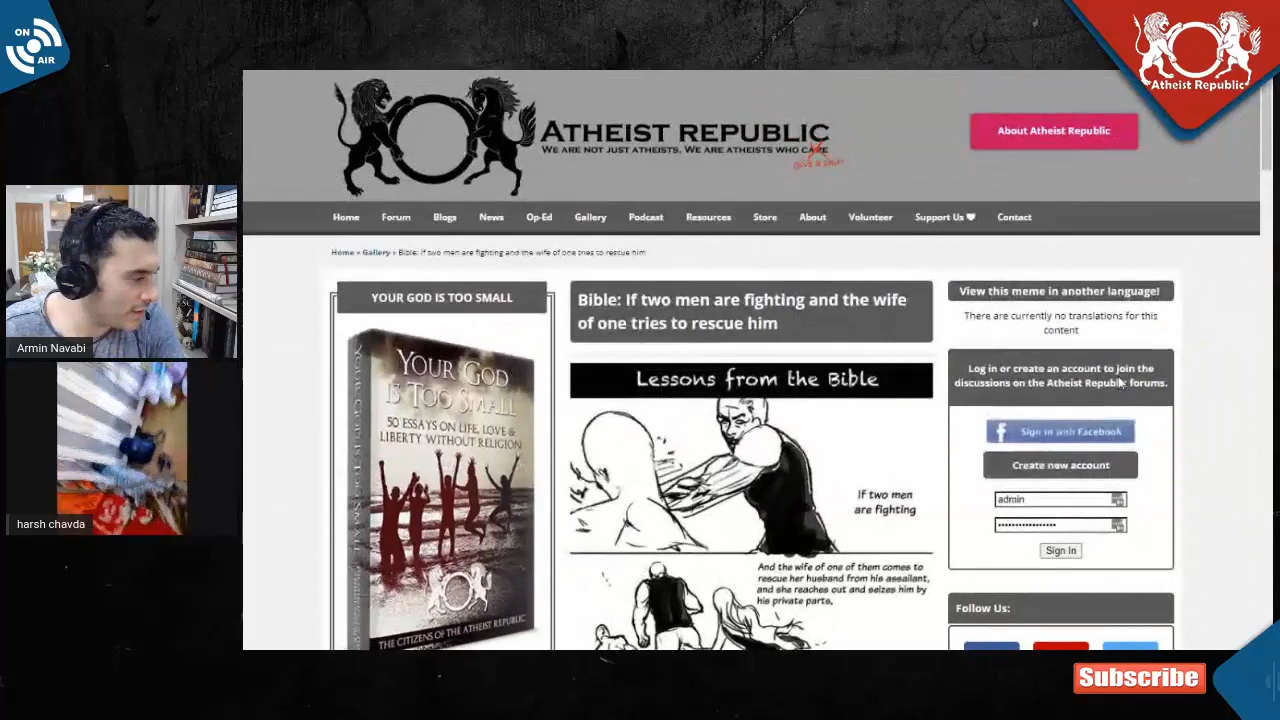 ON
AIR
Atheist Republic
ATHEIST REPUBLIC
WE ARE NOT JUST ATHEISTS, WE ARE ATHEISTS WHO CARE
About Atheist Republic
Home Forum Blogs News Op-Ed Gallery Podcast Resources Store About Volunteer Support Us Contact
Home » Gallery » Bible: If two men are fighting and the wife of one tries to rescue him
YOUR GOD IS TOO SMALL
YOUR GOD IS TOO SMALL
YOUR GOD
IS TOO SMALL
50 ESSAYS ON LIFE, LOVE &
LIBERTY WITHOUT RELIGION
THE CITIZENS OF THE ATHEIST REPUBLIC
Bible: If two men are fighting and the wife
of one tries to rescue him
Lessons from the Bible
If two men
are fighting
And the wife of one of them comes to
rescue her husband from his assailant,
and she reaches out and seizes him by
his private parts,
View this meme in another language!
There are currently no translations for this
content
Log in or create an account to join the
discussions on the Atheist Republic forums.
Sign in with Facebook
Create new account
admin
Sign In
Follow Us:
Armin Navabi
harsh chavda
Subscribe